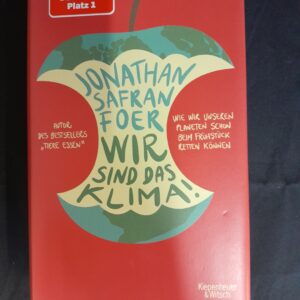 Platz 1
JONATHAN
SAFRAN
FOER
WIR
SIND DAS
KLIMA!
AUTOR
DES BESTSELLERS
„TIERE ESSEN“
WIE WIR UNSEREN
PLANETEN SCHON
BEIM FRÜHSTÜCK
RETTEN KÖNNEN
Kiepenheuer
& Witsch